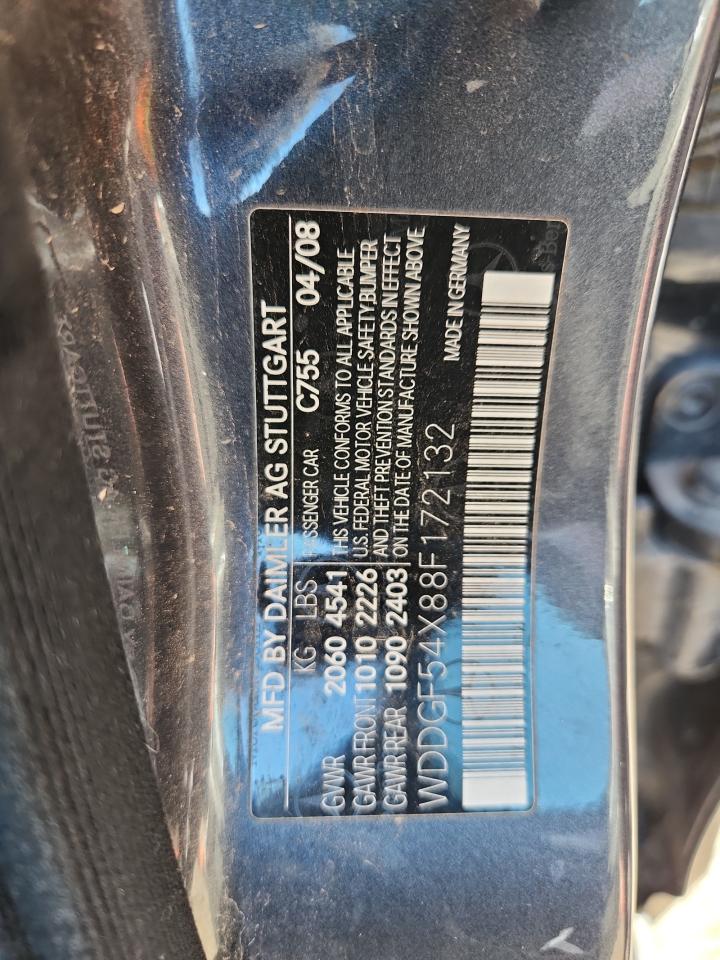 MFD BY DAIMLER AG STUTTGART
KG LBS PASSENGER CAR C755 04/08
GVWR 2060 4541 THIS VEHICLE CONFORMS TO ALL APPLICABLE
GAWR FRONT 1010 2226 U.S. FEDERAL MOTOR VEHICLE SAFETY, BUMPER
GAWR REAR 1090 2403 AND THEFT PREVENTION STANDARDS IN EFFECT
ON THE DATE OF MANUFACTURE SHOWN ABOVE
WDDGF54X88F172132 MADE IN GERMANY